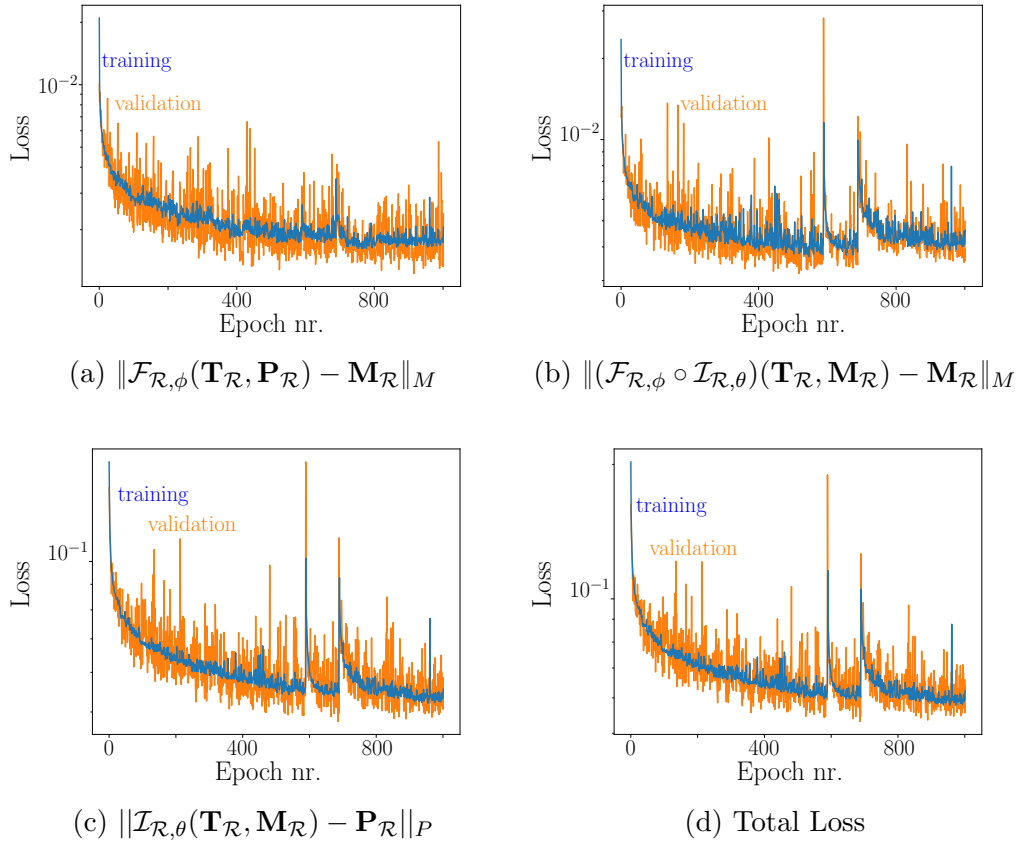 training
validation
10⁻²
Loss
0 400 800
Epoch nr.
(a) ‖𝓕_{𝓡,ϕ}(𝐓_𝓡, 𝐏_𝓡) − 𝐌_𝓡‖_M
training
validation
10⁻²
Loss
0 400 800
Epoch nr.
(b) ‖(𝓕_{𝓡,ϕ} ∘ 𝓘_{𝓡,θ})(𝐓_𝓡, 𝐌_𝓡) − 𝐌_𝓡‖_M
training
validation
10⁻¹
Loss
0 400 800
Epoch nr.
(c) ||𝓘_{𝓡,θ}(𝐓_𝓡, 𝐌_𝓡) − 𝐏_𝓡||_P
training
validation
10⁻¹
Loss
0 400 800
Epoch nr.
(d) Total Loss